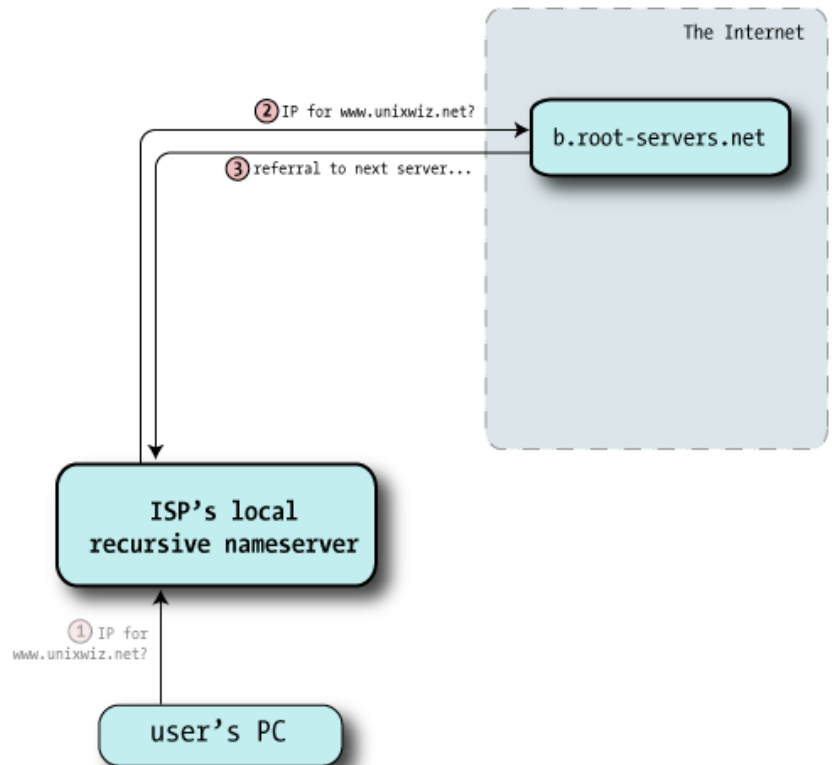 The Internet
② IP for www.unixwiz.net?
b.root-servers.net
③ referral to next server...
ISP’s local
recursive nameserver
① IP for
www.unixwiz.net?
user’s PC